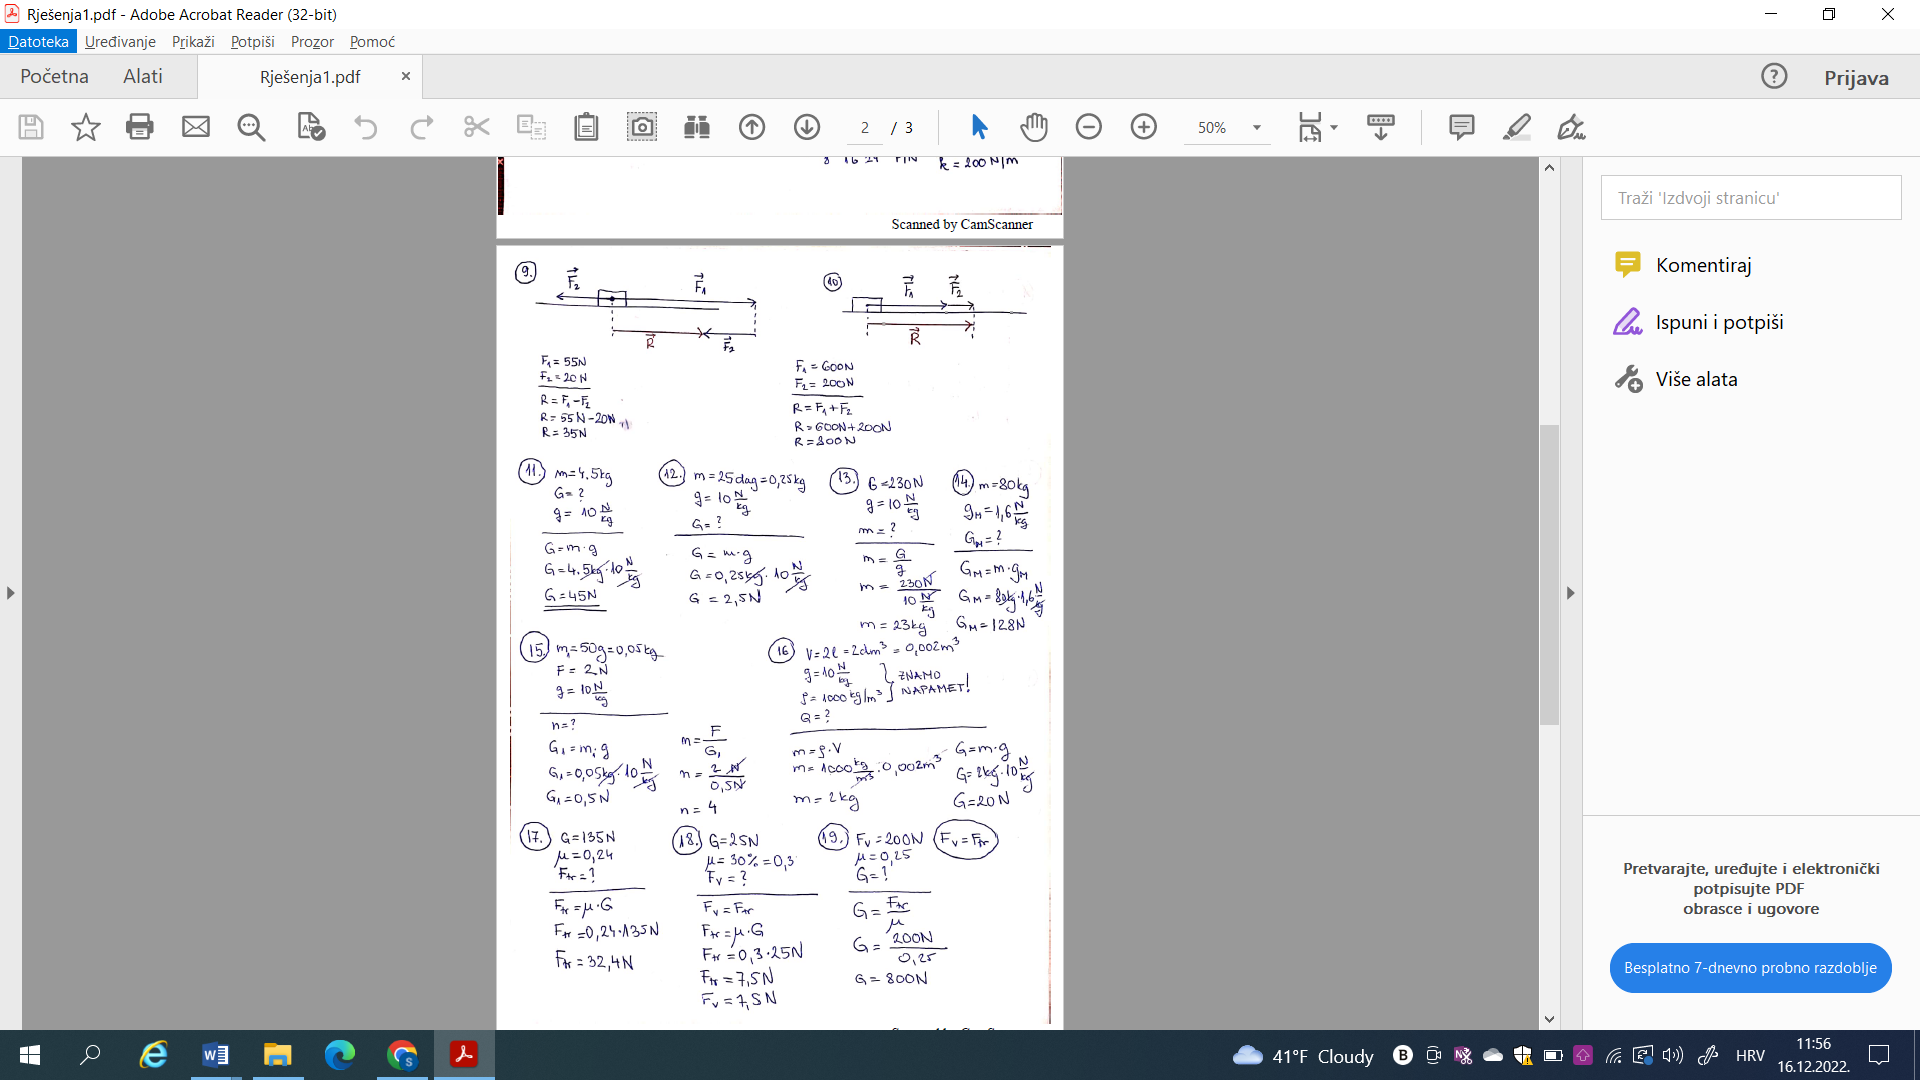 Rješenja1.pdf - Adobe Acrobat Reader (32-bit)
Datoteka Uređivanje Prikaži Potpiši Prozor Pomoć
Početna Alati Rješenja1.pdf × ? Prijava
2 / 3 50%
8 16 24 F/N k = 200 N/m
Scanned by CamScanner
9.
F₂ F₁
R F₂
F₁ = 55N
F₂ = 20N
R = F₁ - F₂
R = 55N - 20N
R = 35N
10
F₁ F₂
R
F₁ = 600N
F₂ = 200N
R = F₁ + F₂
R = 600N + 200N
R = 800N
11. m = 4.5kg
G = ?
g = 10 N/kg
G = m·g
G = 4.5kg · 10 N/kg
G = 45N
12. m = 25dag = 0,25kg
g = 10 N/kg
G = ?
G = m·g
G = 0,25kg · 10 N/kg
G = 2,5N
13. G = 230N
g = 10 N/kg
m = ?
m = G/g
m = 230N / 10 N/kg
m = 23kg
14. m = 80kg
gM = 1,6 N/kg
GM = ?
GM = m·gM
GM = 80kg · 1,6 N/kg
GM = 128N
15. m₁ = 50g = 0,05kg
F = 2N
g = 10 N/kg
n = ?
G₁ = m₁·g
G₁ = 0,05kg · 10 N/kg
G₁ = 0,5N
n = F/G₁
n = 2N / 0,5N
n = 4
16 V = 2l = 2dm³ = 0,002m³
g = 10 N/kg
ρ = 1000 kg/m³
ZNAMO
NAPAMET!
G = ?
m = ρ·V
m = 1000 kg/m³ · 0,002m³
m = 2kg
G = m·g
G = 2kg · 10 N/kg
G = 20N
17. G = 135N
μ = 0,24
Ftr = ?
Ftr = μ·G
Ftr = 0,24 · 135N
Ftr = 32,4N
18. G = 25N
μ = 30% = 0,3
Fv = ?
Fv = Ftr
Ftr = μ·G
Ftr = 0,3 · 25N
Ftr = 7,5N
Fv = 7,5N
19. Fv = 200N Fv = Ftr
μ = 0,25
G = ?
G = Ftr/μ
G = 200N / 0,25
G = 800N
Traži 'Izdvoji stranicu'
Komentiraj
Ispuni i potpiši
Više alata
Pretvarajte, uređujte i elektronički
potpisujte PDF
obrasce i ugovore
Besplatno 7-dnevno probno razdoblje
41°F Cloudy
HRV
11:56
16.12.2022.